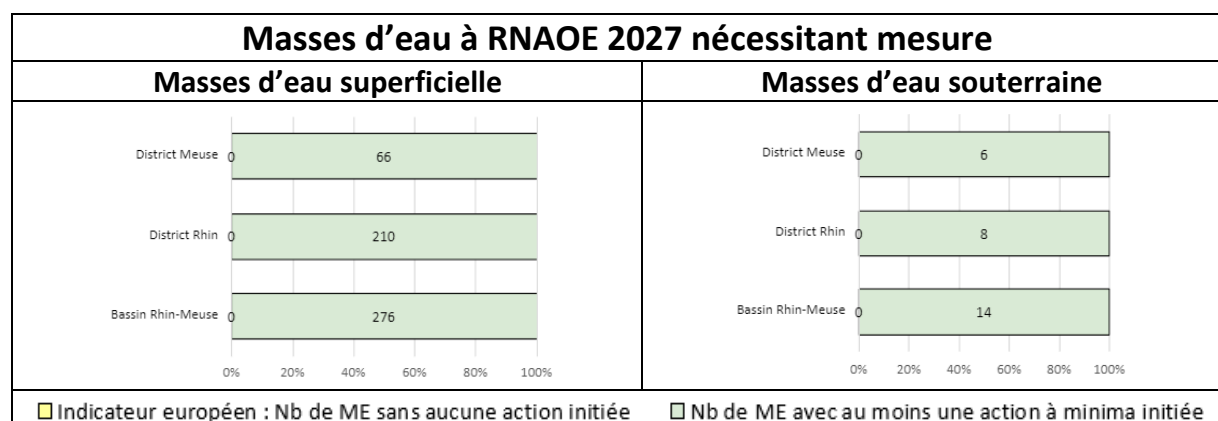 Masses d’eau à RNAOE 2027 nécessitant mesure
Masses d’eau superficielle
Masses d’eau souterraine
District Meuse 0 66
District Rhin 0 210
Bassin Rhin-Meuse 0 276
0% 20% 40% 60% 80% 100%
District Meuse 0 6
District Rhin 0 8
Bassin Rhin-Meuse 0 14
0% 20% 40% 60% 80% 100%
Indicateur européen : Nb de ME sans aucune action initiée
Nb de ME avec au moins une action à minima initiée